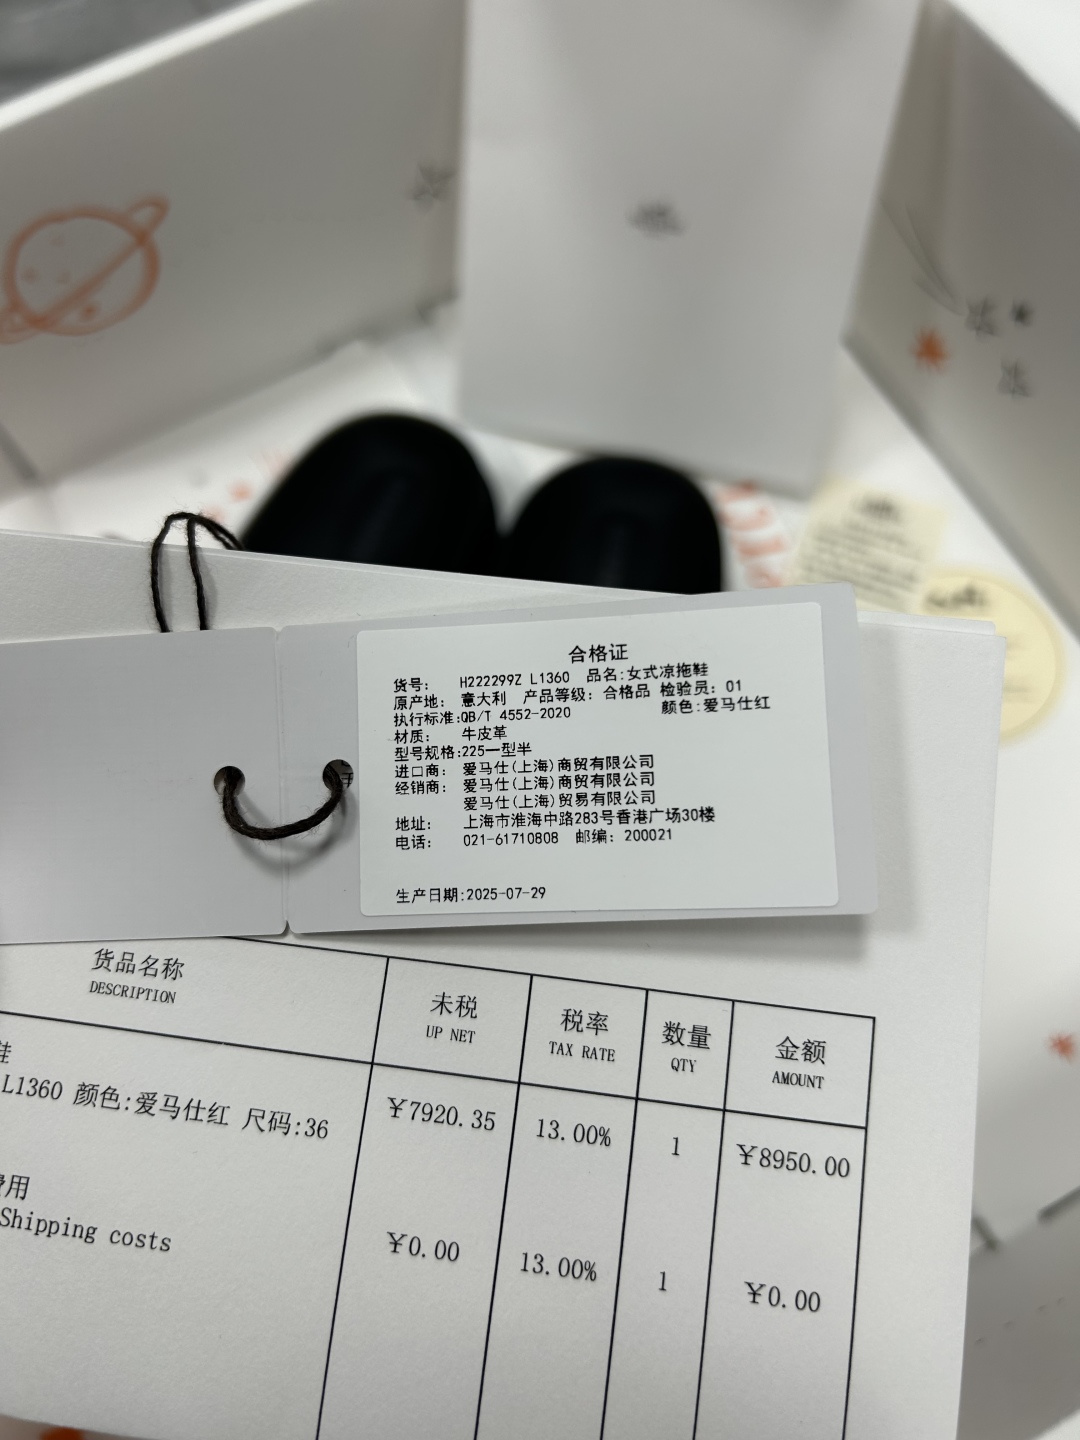 合格证
货号： H222299Z L1360 品名:女式凉拖鞋
原产地： 意大利 产品等级：合格品 检验员：01
执行标准:QB/T 4552-2020 颜色:爱马仕红
材质： 牛皮革
型号规格:225一型半
进口商： 爱马仕(上海)商贸有限公司
经销商： 爱马仕(上海)商贸有限公司
爱马仕(上海)贸易有限公司
地址： 上海市淮海中路283号香港广场30楼
电话： 021-61710808 邮编：200021
生产日期:2025-07-29
货品名称 未税 税率 数量 金额
DESCRIPTION UP NET TAX RATE QTY AMOUNT
鞋
L1360 颜色:爱马仕红 尺码:36 ¥7920.35 13.00% 1 ¥8950.00
费用
Shipping costs ¥0.00 13.00% 1 ¥0.00